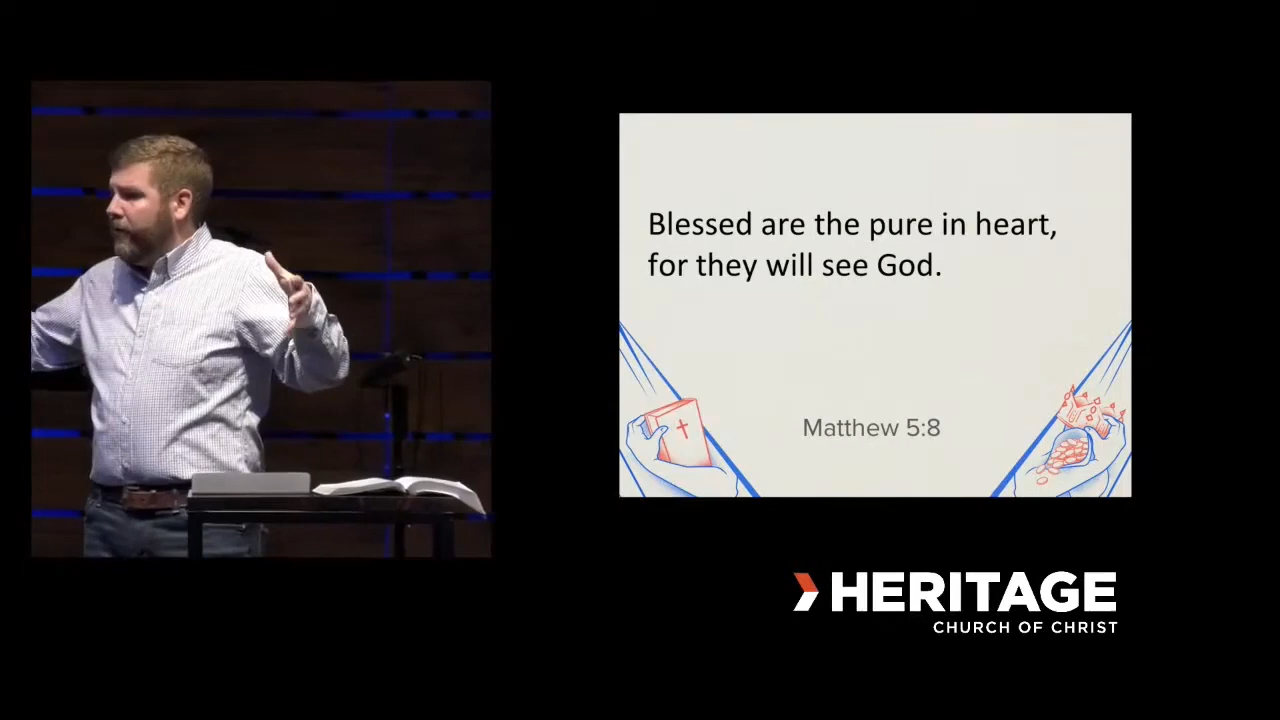 Blessed are the pure in heart,
for they will see God.
Matthew 5:8
HERITAGE
CHURCH OF CHRIST